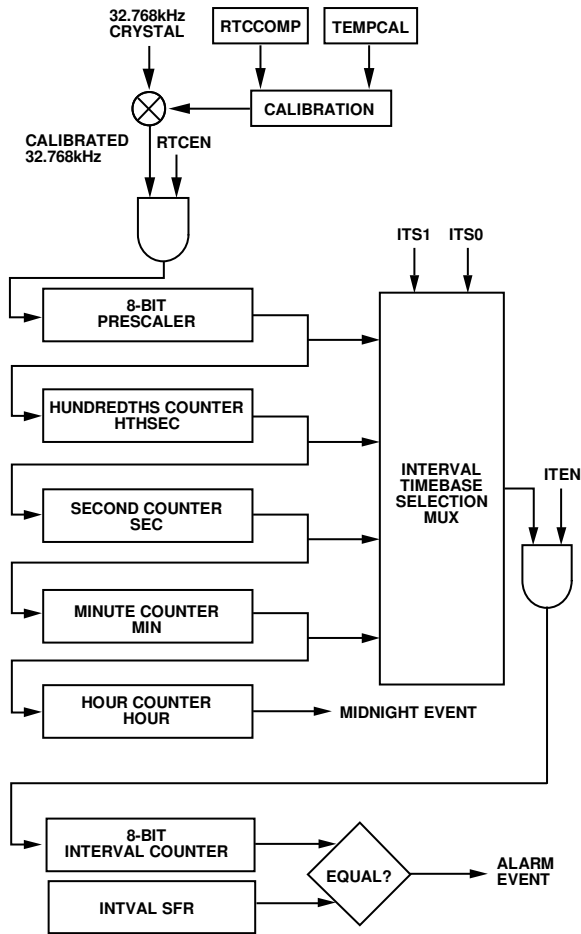 32.768kHz
CRYSTAL
RTCCOMP
TEMPCAL
CALIBRATION
CALIBRATED
32.768kHz
RTCEN
ITS1
ITS0
8-BIT
PRESCALER
HUNDREDTHS COUNTER
HTHSEC
INTERVAL
TIMEBASE
SELECTION
MUX
ITEN
SECOND COUNTER
SEC
MINUTE COUNTER
MIN
HOUR COUNTER
HOUR
MIDNIGHT EVENT
8-BIT
INTERVAL COUNTER
EQUAL?
ALARM
EVENT
INTVAL SFR